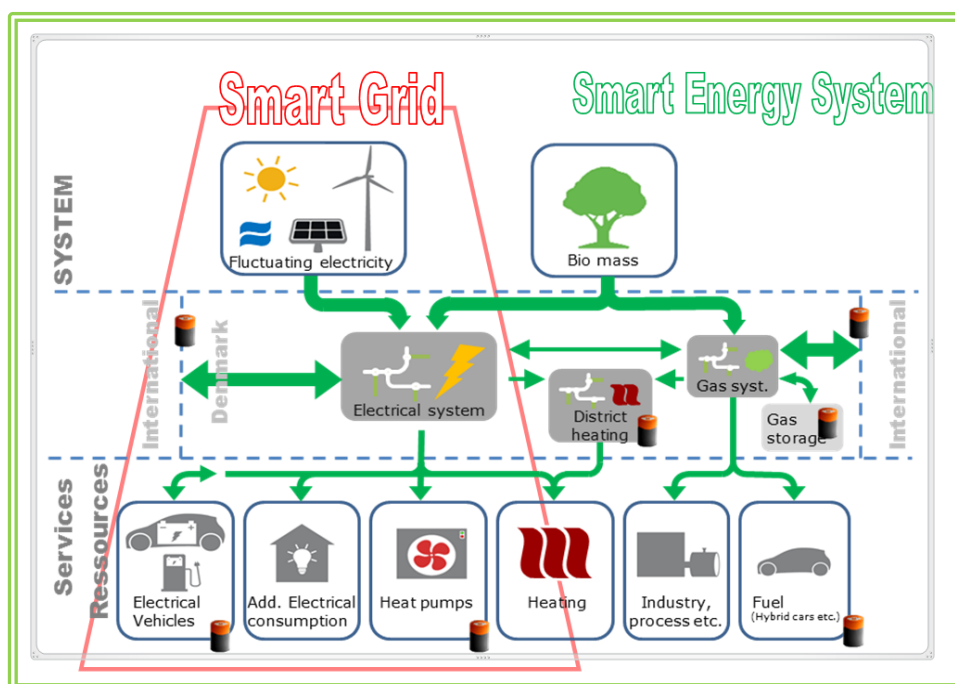 Smart Grid
Smart Energy System
SYSTEM
Fluctuating electricity
Bio mass
International
Denmark
Electrical system
District
heating
Gas syst.
Gas
storage
International
Services
Ressources
Electrical
Vehicles
Add. Electrical
consumption
Heat pumps
Heating
Industry,
process etc.
Fuel
(Hybrid cars etc.)